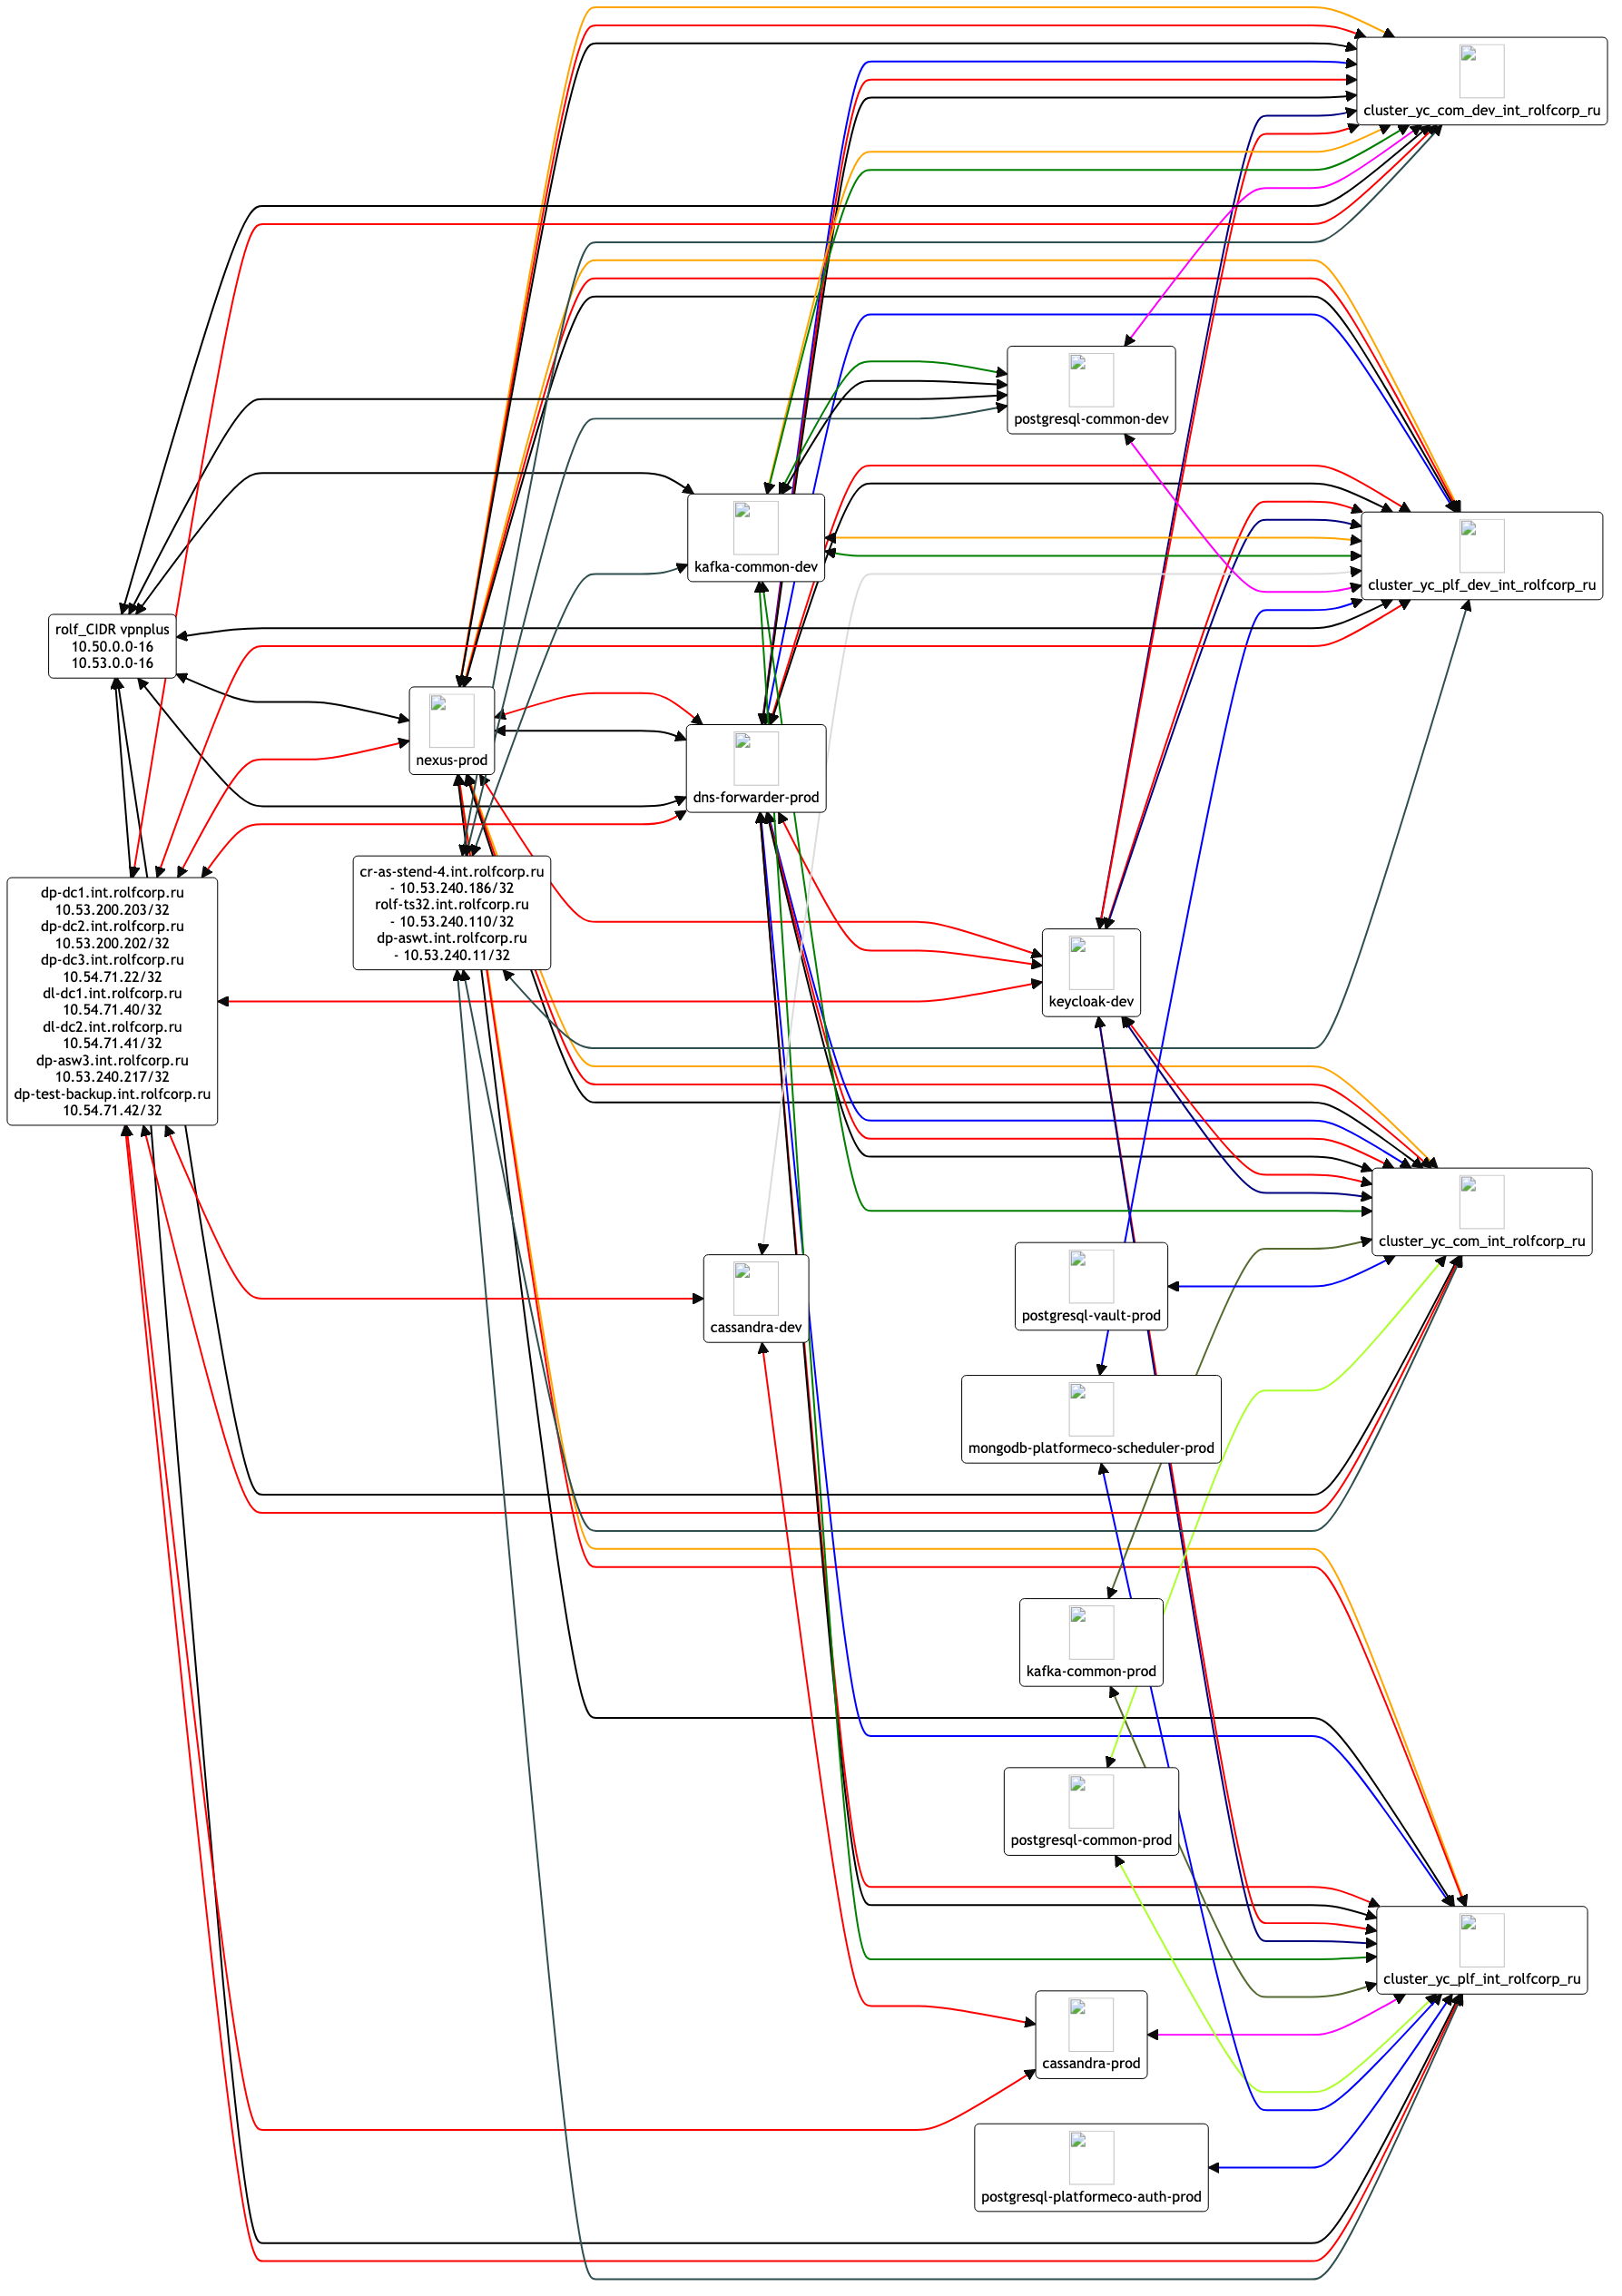 cluster_yc_com_dev_int_rolfcorp_ru
postgresql-common-dev
kafka-common-dev
cluster_yc_plf_dev_int_rolfcorp_ru
rolf_CIDR vpnplus
10.50.0.0-16
10.53.0.0-16
nexus-prod
dns-forwarder-prod
cr-as-stend-4.int.rolfcorp.ru
- 10.53.240.186/32
rolf-ts32.int.rolfcorp.ru
- 10.53.240.110/32
dp-aswt.int.rolfcorp.ru
- 10.53.240.11/32
dp-dc1.int.rolfcorp.ru
10.53.200.203/32
dp-dc2.int.rolfcorp.ru
10.53.200.202/32
dp-dc3.int.rolfcorp.ru
10.54.71.22/32
dl-dc1.int.rolfcorp.ru
10.54.71.40/32
dl-dc2.int.rolfcorp.ru
10.54.71.41/32
dp-asw3.int.rolfcorp.ru
10.53.240.217/32
dp-test-backup.int.rolfcorp.ru
10.54.71.42/32
keycloak-dev
cluster_yc_com_int_rolfcorp_ru
postgresql-vault-prod
cassandra-dev
mongodb-platformeco-scheduler-prod
kafka-common-prod
postgresql-common-prod
cluster_yc_plf_int_rolfcorp_ru
cassandra-prod
postgresql-platformeco-auth-prod